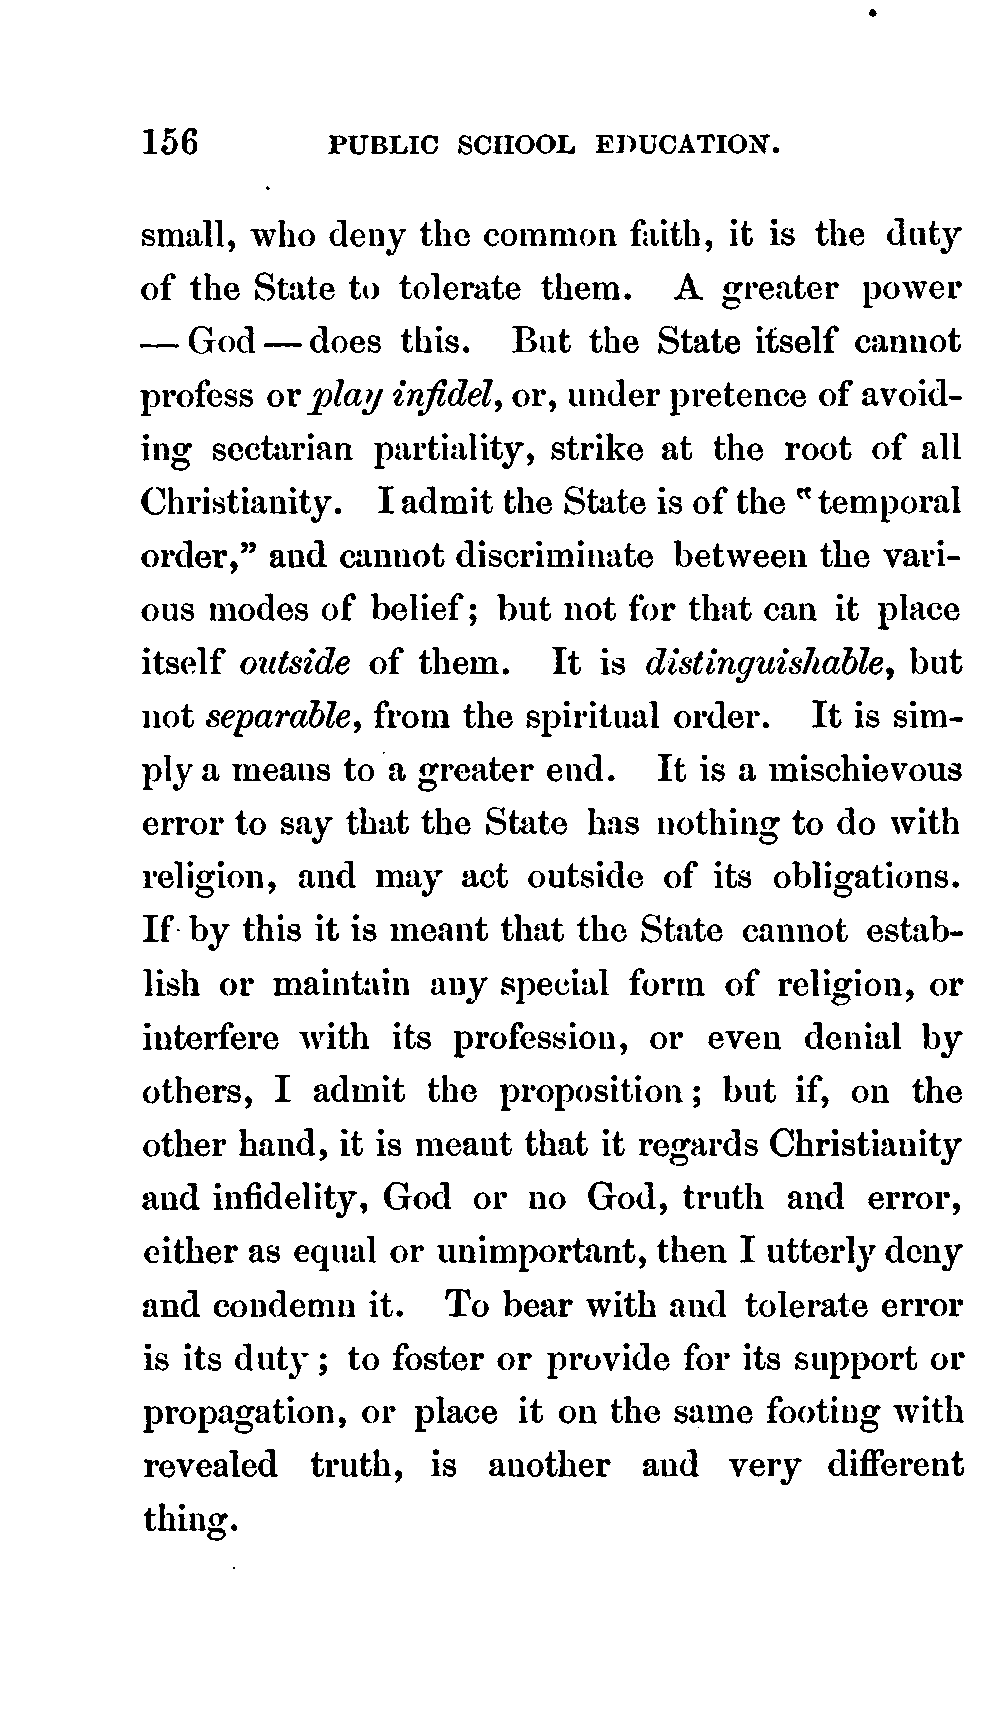 156 PUBLIC SCHOOL EDUCATION.
small, who deny the common faith, it is the duty
of the State to tolerate them. A greater power
— God — does this. But the State itself cannot
profess or play infidel, or, under pretence of avoid-
ing sectarian partiality, strike at the root of all
Christianity. I admit the State is of the "temporal
order," and cannot discriminate between the vari-
ous modes of belief; but not for that can it place
itself outside of them. It is distinguishable, but
not separable, from the spiritual order. It is sim-
ply a means to a greater end. It is a mischievous
error to say that the State has nothing to do with
religion, and may act outside of its obligations.
If by this it is meant that the State cannot estab-
lish or maintain any special form of religion, or
interfere with its profession, or even denial by
others, I admit the proposition; but if, on the
other hand, it is meant that it regards Christianity
and infidelity, God or no God, truth and error,
either as equal or unimportant, then I utterly deny
and condemn it. To bear with and tolerate error
is its duty; to foster or provide for its support or
propagation, or place it on the same footing with
revealed truth, is another and very different
thing.